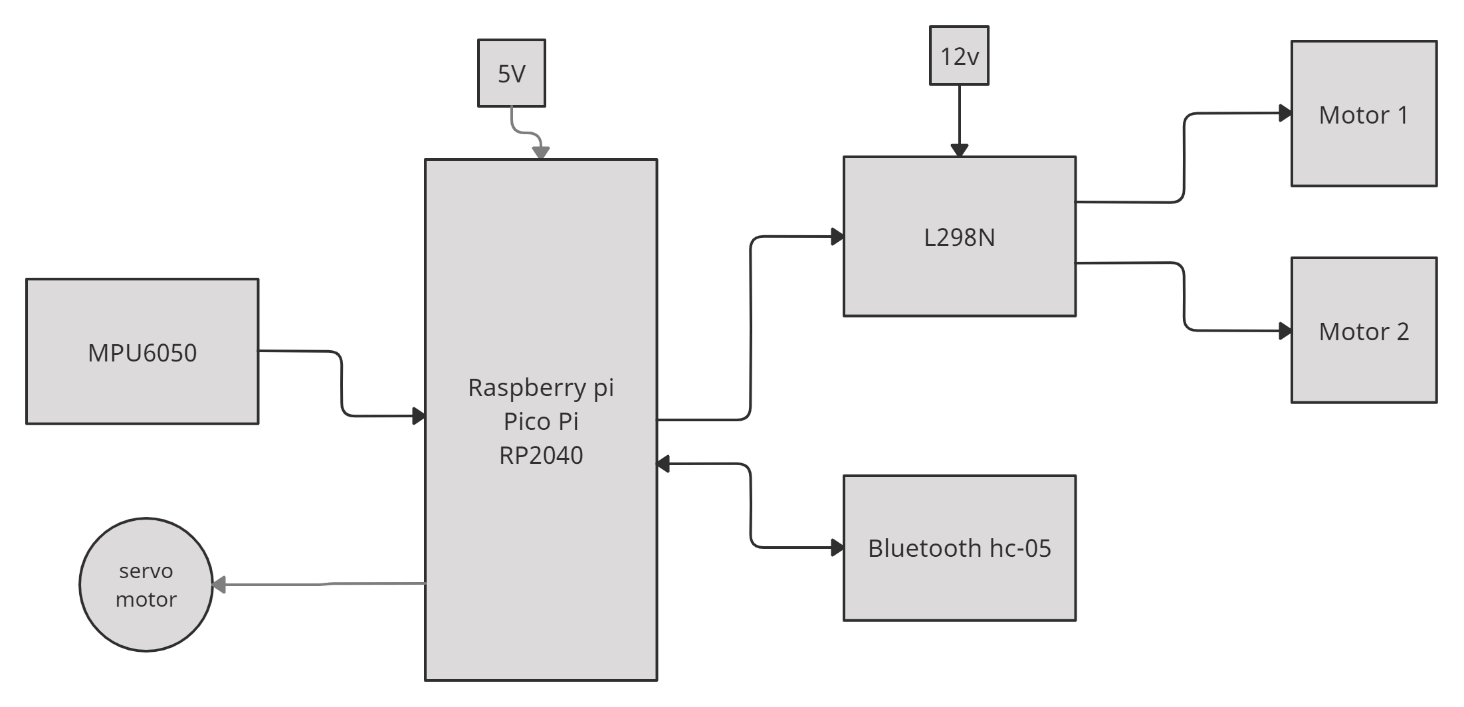 5V
12v
Motor 1
L298N
Motor 2
MPU6050
Raspberry pi
Pico Pi
RP2040
Bluetooth hc-05
servo
motor